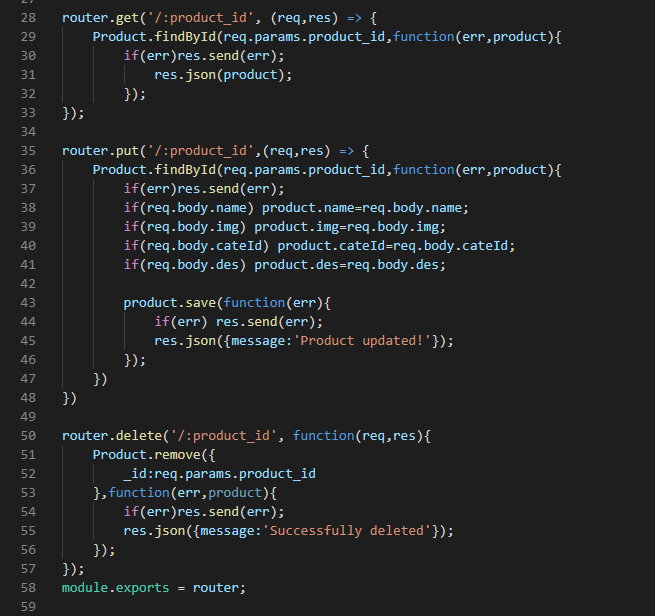 27
28 router.get('/:product_id', (req,res) => {
29     Product.findById(req.params.product_id,function(err,product){
30         if(err)res.send(err);
31             res.json(product);
32         });
33 });
34
35 router.put('/:product_id',(req,res) => {
36     Product.findById(req.params.product_id,function(err,product){
37         if(err)res.send(err);
38         if(req.body.name) product.name=req.body.name;
39         if(req.body.img) product.img=req.body.img;
40         if(req.body.cateId) product.cateId=req.body.cateId;
41         if(req.body.des) product.des=req.body.des;
42
43         product.save(function(err){
44             if(err) res.send(err);
45             res.json({message:'Product updated!'});
46         });
47     })
48 })
49
50 router.delete('/:product_id', function(req,res){
51     Product.remove({
52         _id:req.params.product_id
53     },function(err,product){
54         if(err)res.send(err);
55         res.json({message:'Successfully deleted'});
56     });
57 });
58 module.exports = router;
59